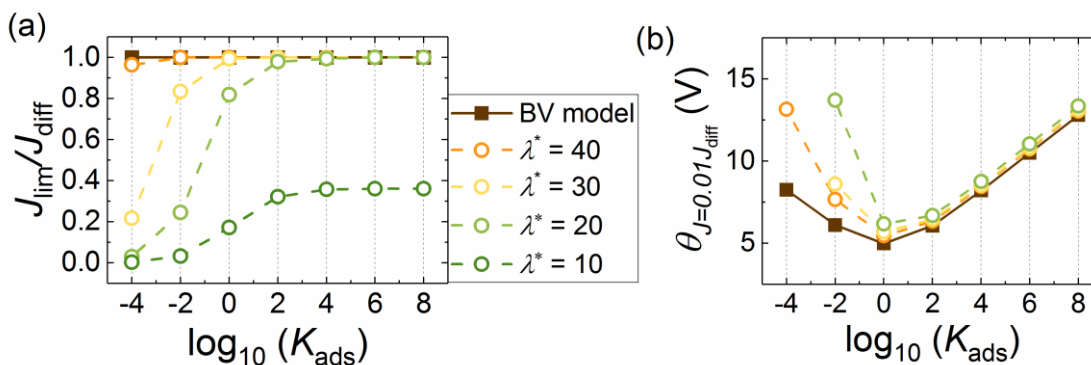 (a)
J_lim/J_diff
1.0
0.8
0.6
0.4
0.2
0.0
-4 -2 0 2 4 6 8
log10 (K_ads)
BV model
λ* = 40
λ* = 30
λ* = 20
λ* = 10
(b)
θ_J=0.01J_diff (V)
15
10
5
-4 -2 0 2 4 6 8
log10 (K_ads)